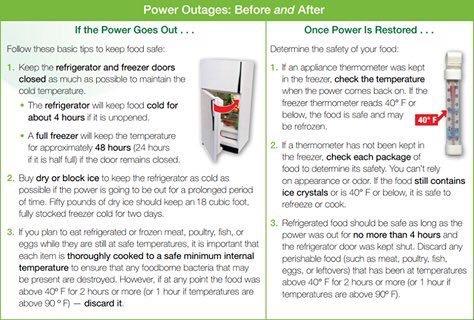 Power Outages: Before and After
If the Power Goes Out . . .
Follow these basic tips to keep food safe:
1. Keep the refrigerator and freezer doors
closed as much as possible to maintain the
cold temperature.
• The refrigerator will keep food cold for
about 4 hours if it is unopened.
• A full freezer will keep the temperature
for approximately 48 hours (24 hours
if it is half full) if the door remains closed.
2. Buy dry or block ice to keep the refrigerator as cold as
possible if the power is going to be out for a prolonged period
of time. Fifty pounds of dry ice should keep an 18 cubic foot,
fully stocked freezer cold for two days.
3. If you plan to eat refrigerated or frozen meat, poultry, fish, or
eggs while they are still at safe temperatures, it is important that
each item is thoroughly cooked to a safe minimum internal
temperature to ensure that any foodborne bacteria that may
be present are destroyed. However, if at any point the food was
above 40º F for 2 hours or more (or 1 hour if temperatures are
above 90 º F) — discard it.
Once Power Is Restored . . .
Determine the safety of your food:
1. If an appliance thermometer was kept
in the freezer, check the temperature
when the power comes back on. If the
freezer thermometer reads 40° F or
below, the food is safe and may
be refrozen.
40° F
2. If a thermometer has not been kept in
the freezer, check each package of
food to determine its safety. You can't rely
on appearance or odor. If the food still contains
ice crystals or is 40° F or below, it is safe to
refreeze or cook.
3. Refrigerated food should be safe as long as the
power was out for no more than 4 hours and
the refrigerator door was kept shut. Discard any
perishable food (such as meat, poultry, fish,
eggs, or leftovers) that has been at temperatures
above 40° F for 2 hours or more (or 1 hour if
temperatures are above 90º F).